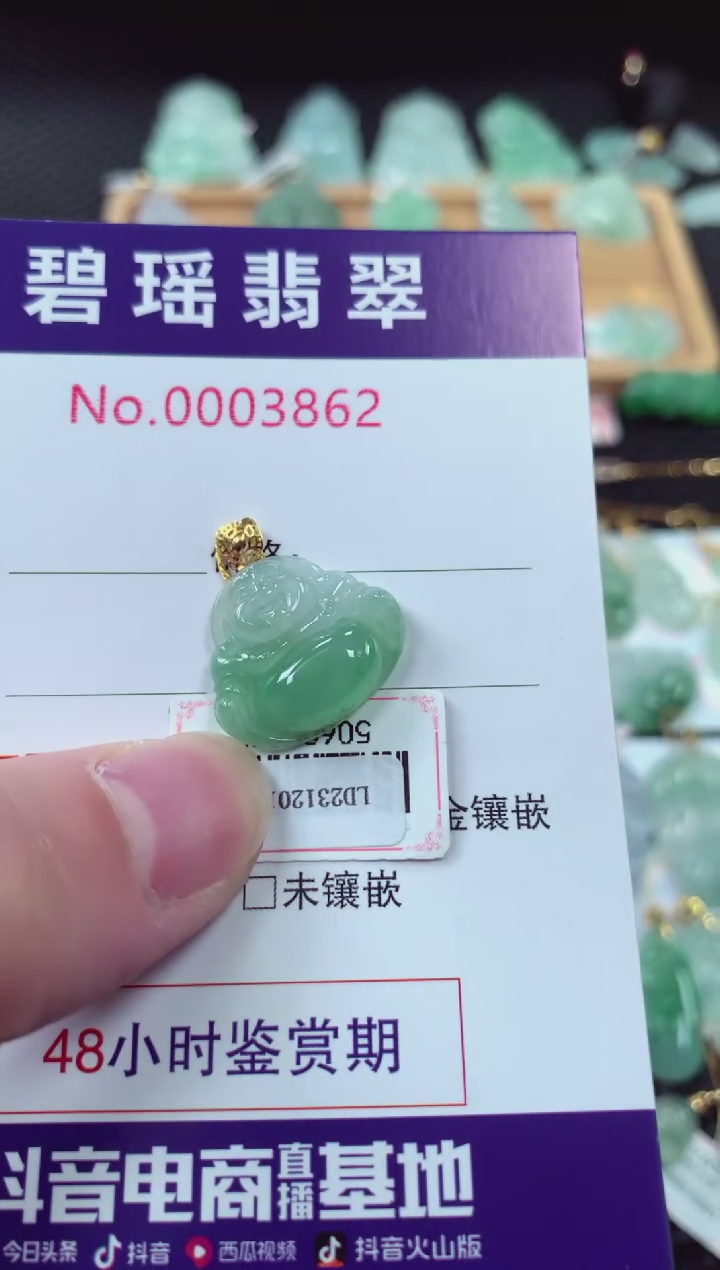 碧瑶翡翠
No.0003862
LD231201
金镶嵌
□未镶嵌
48小时鉴赏期
抖音电商直播基地
今日头条 抖音 西瓜视频 抖音火山版